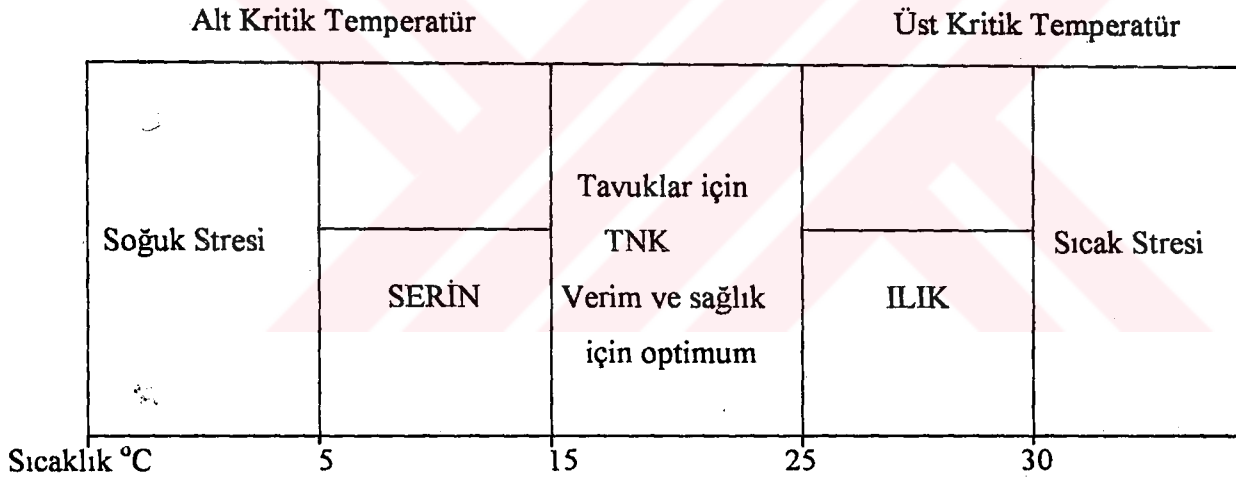 Alt Kritik Temperatür Üst Kritik Temperatür
Tavuklar için
Soğuk Stresi TNK Sıcak Stresi
SERİN Verim ve sağlık ILIK
için optimum
Sıcaklık °C 5 15 25 30